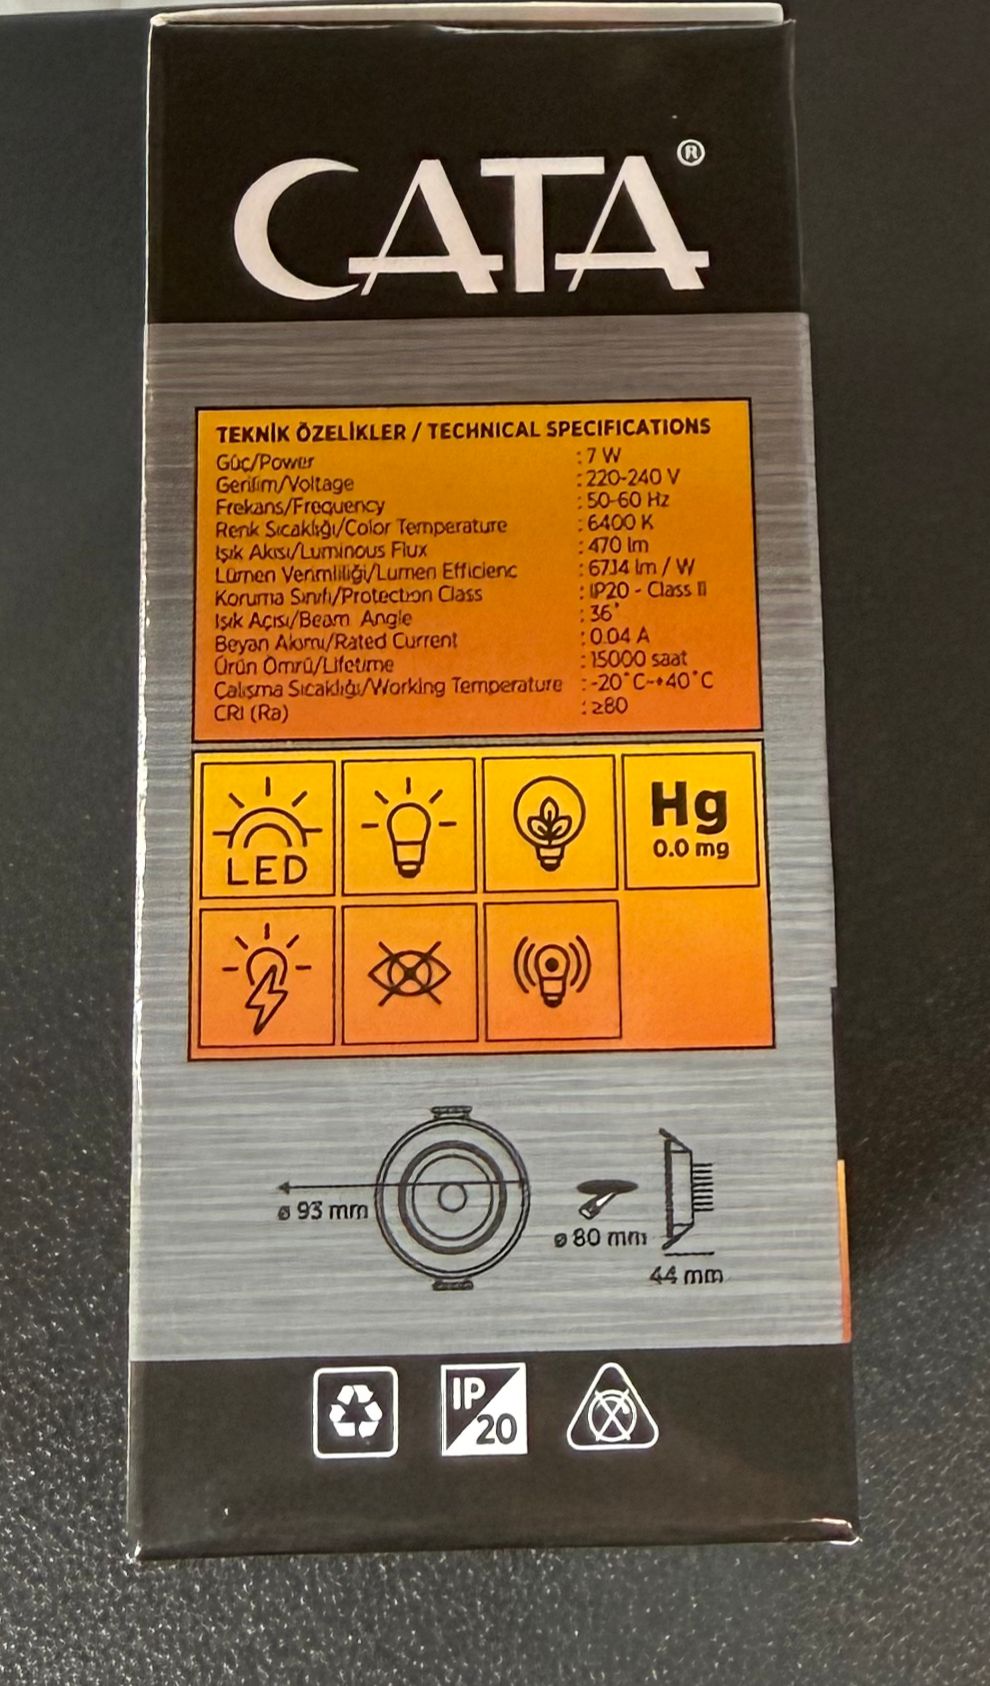 CATA®
TEKNİK ÖZELİKLER / TECHNICAL SPECIFICATIONS
Güç/Power : 7 W
Gerilim/Voltage : 220-240 V
Frekans/Frequency : 50-60 Hz
Renk Sıcaklığı/Color Temperature : 6400 K
Işık Akısı/Luminous Flux : 470 lm
Lümen Verimliliği/Lumen Efficienc : 67.14 lm / W
Koruma Sınıfı/Protection Class : IP20 - Class II
Işık Açısı/Beam Angle : 36°
Beyan Akımı/Rated Current : 0.04 A
Ürün Ömrü/Lifetime : 15000 saat
Çalışma Sıcaklığı/Working Temperature : -20°C~+40°C
CRI (Ra) : ≥80
LED
Hg
0.0 mg
ø 93 mm
ø 80 mm
44 mm
IP
20